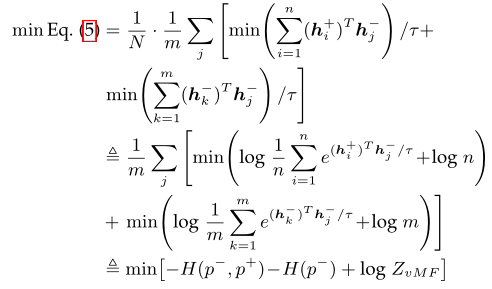 min Eq. (5) = 1/N · 1/m ∑_j [ min( ∑_{i=1}^{n} (h_i^+)^T h_j^- ) /τ +
min( ∑_{k=1}^{m} (h_k^-)^T h_j^- ) /τ ]
≜ 1/m ∑_j [ min( log 1/n ∑_{i=1}^{n} e^{(h_i^+)^T h_j^- /τ} + log n )
+ min( log 1/m ∑_{k=1}^{m} e^{(h_k^-)^T h_j^- /τ} + log m ) ]
≜ min[ −H(p^-, p^+) − H(p^-) + log Z_{vMF} ]